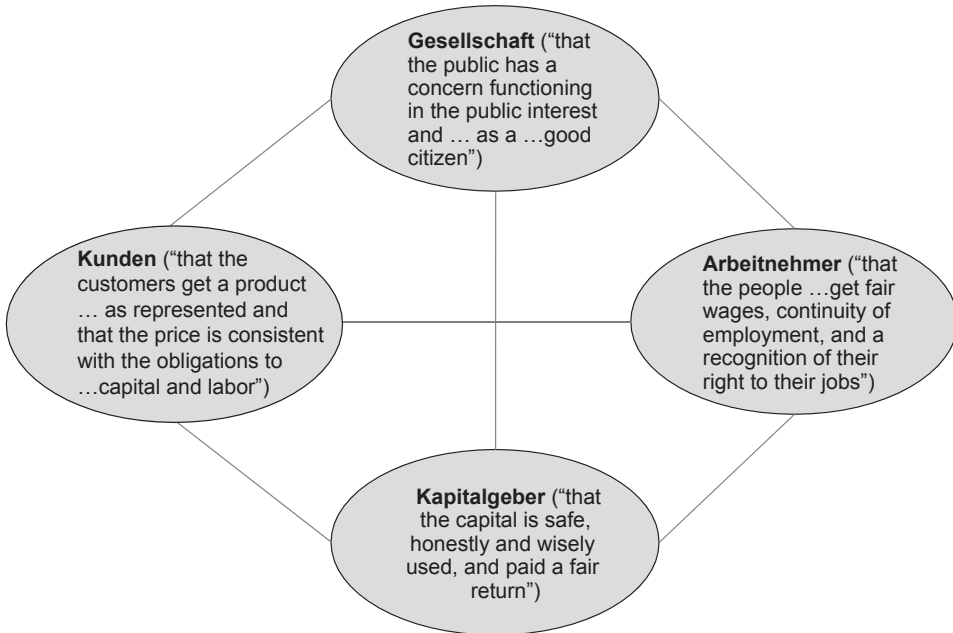 Gesellschaft (“that
the public has a
concern functioning
in the public interest
and … as a …good
citizen”)
Kunden (“that the
customers get a product
… as represented and
that the price is consistent
with the obligations to
…capital and labor”)
Arbeitnehmer (“that
the people …get fair
wages, continuity of
employment, and a
recognition of their
right to their jobs”)
Kapitalgeber (“that
the capital is safe,
honestly and wisely
used, and paid a fair
return”)